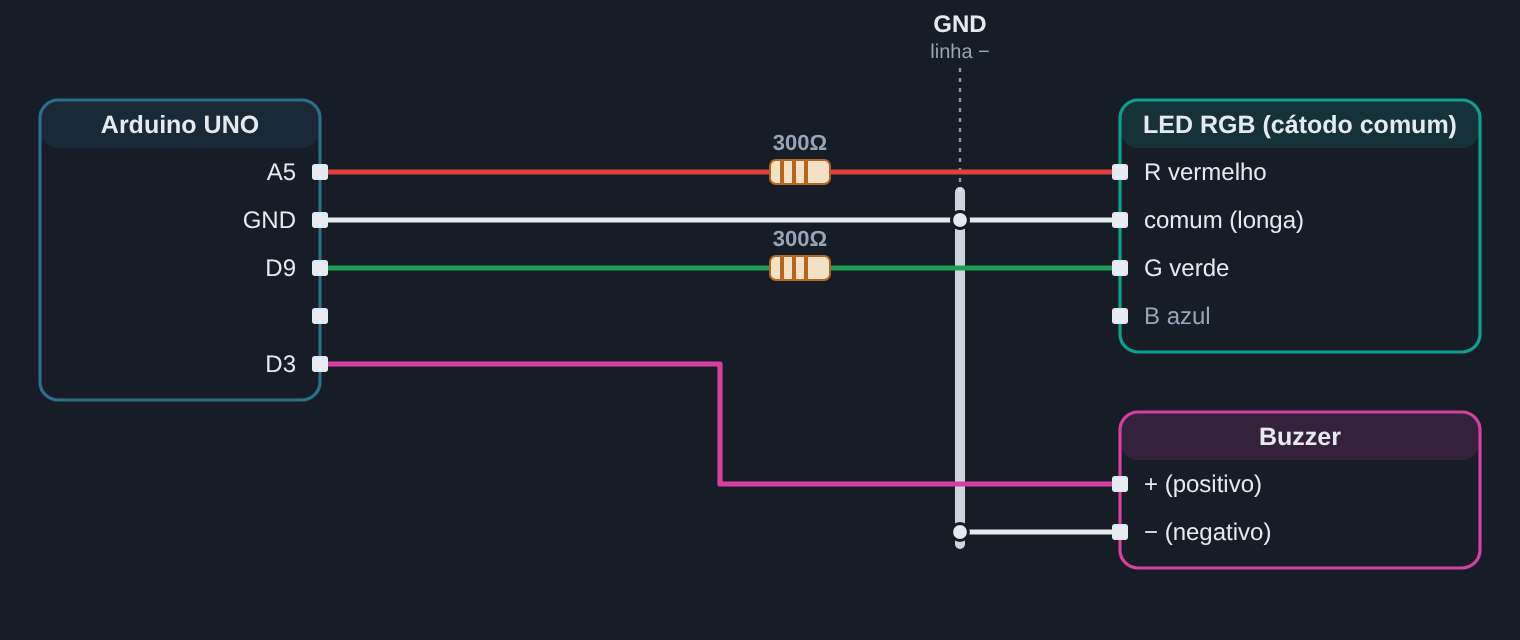 GND
linha −
Arduino UNO
LED RGB (cátodo comum)
300Ω
A5
R vermelho
GND
comum (longa)
300Ω
D9
G verde
B azul
D3
Buzzer
+ (positivo)
− (negativo)